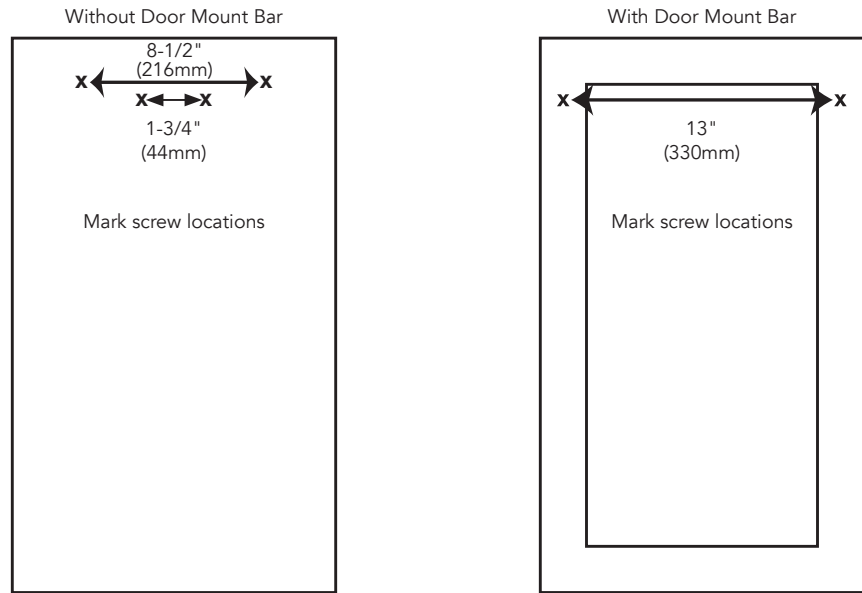 Without Door Mount Bar
8-1/2"
(216mm)
x x
x x
1-3/4"
(44mm)
Mark screw locations
With Door Mount Bar
x x
13"
(330mm)
Mark screw locations